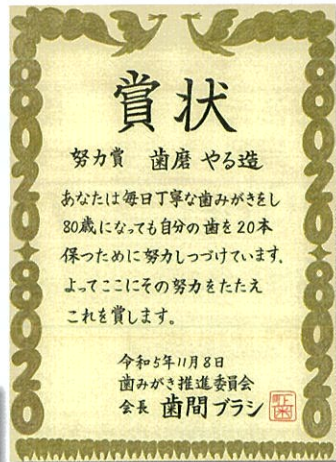 賞状
努力賞 歯磨 やる造
あなたは毎日丁寧な歯みがきをし
80歳になっても自分の歯を20本
保つために努力しつづけています。
よってここにその努力をたたえ
これを賞します。
令和5年11月8日
歯みがき推進委員会
会長 歯間ブラシ
8020 8020
8020 8020